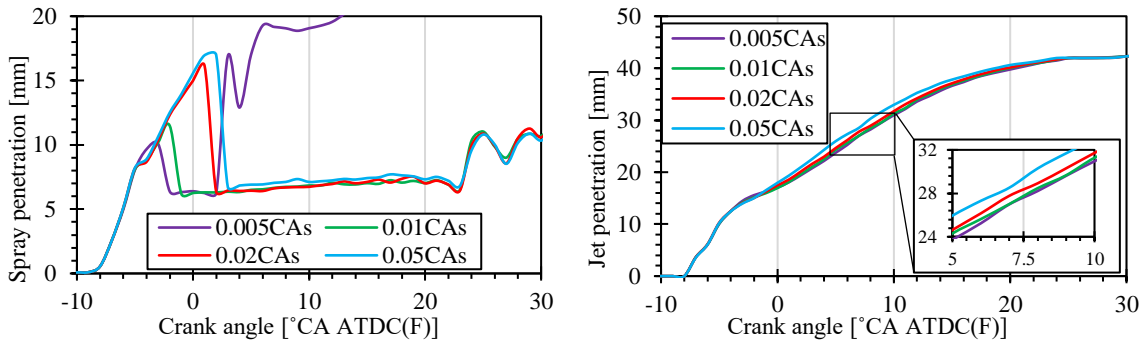 20
15
10
5
0
Spray penetration [mm]
0.005CAs
0.01CAs
0.02CAs
0.05CAs
-10
0
10
20
30
Crank angle [˚CA ATDC(F)]
50
40
30
20
10
0
Jet penetration [mm]
0.005CAs
0.01CAs
0.02CAs
0.05CAs
32
28
24
5
7.5
10
-10
0
10
20
30
Crank angle [˚CA ATDC(F)]